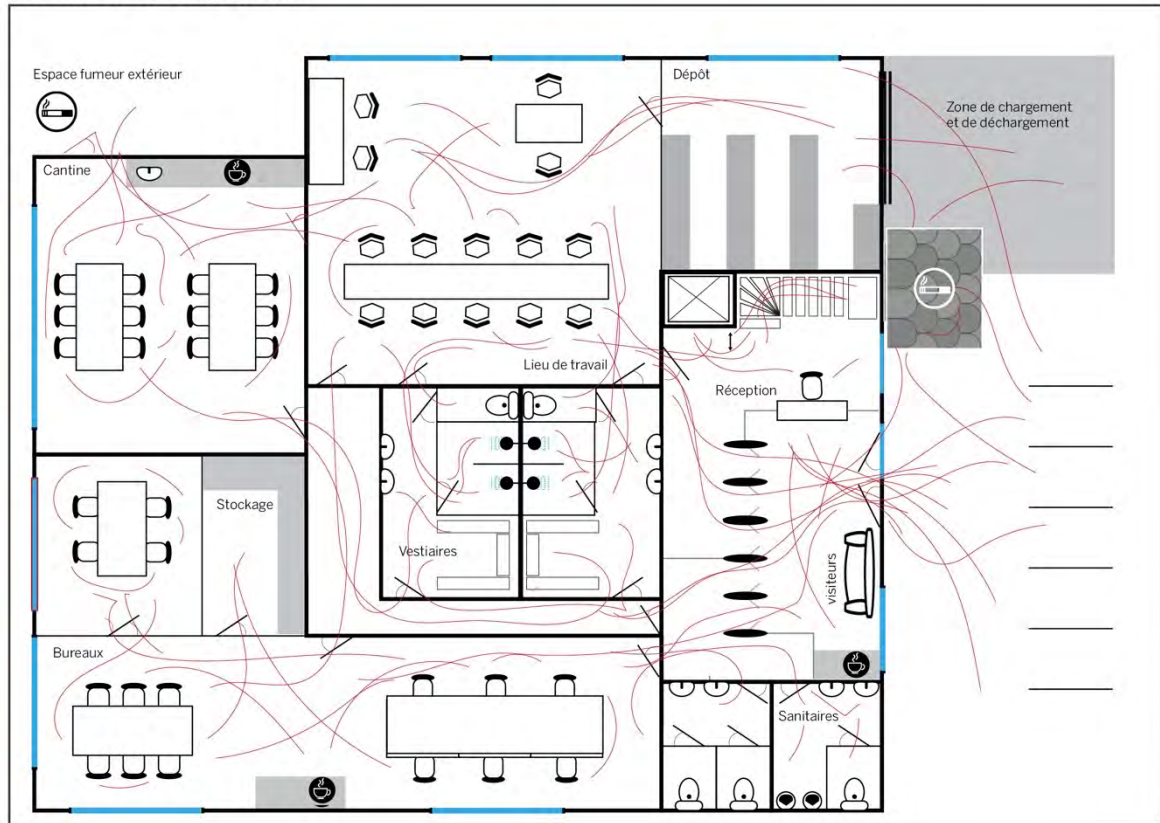 Espace fumeur extérieur
Dépôt
Zone de chargement
et de déchargement
Cantine
Lieu de travail
Réception
Stockage
Vestiaires
visiteurs
Bureaux
Sanitaires